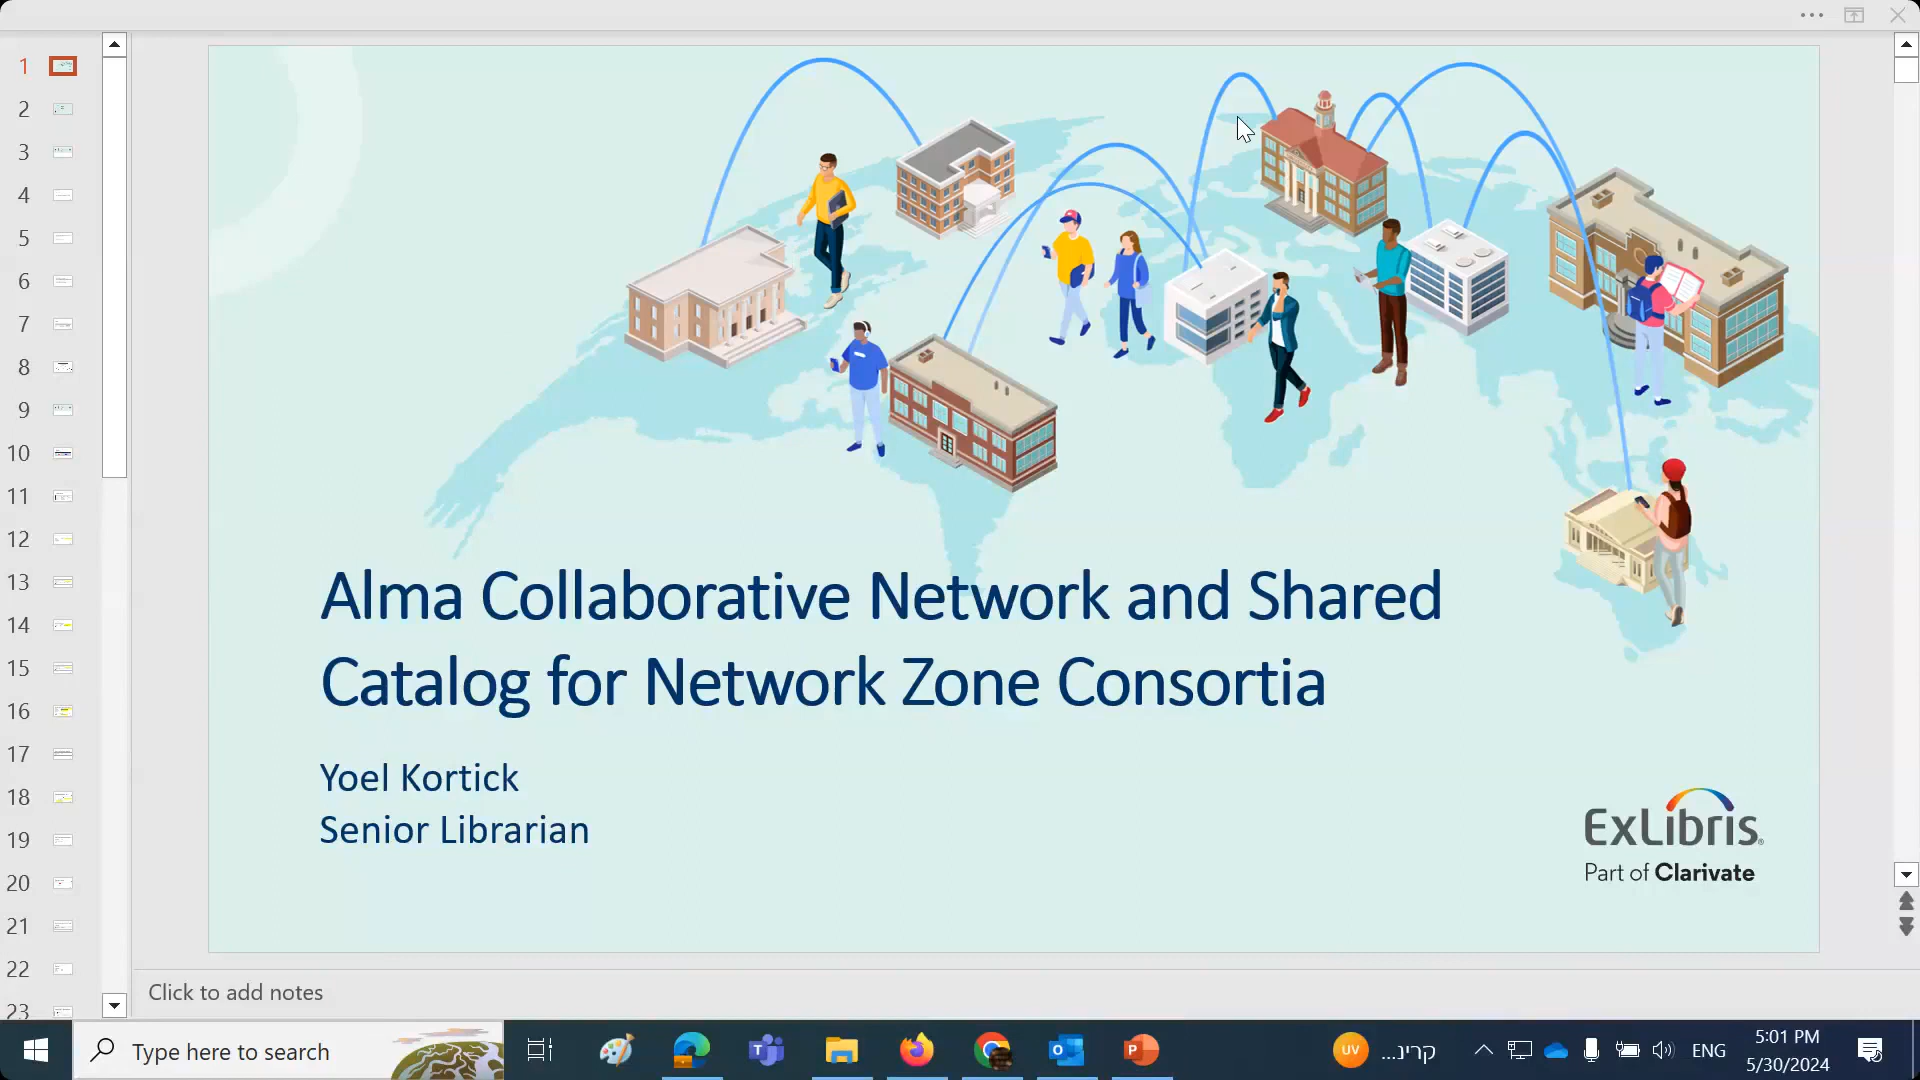 1
2
3
4
5
6
7
8
9
10
11
12
13
14
15
16
17
18
19
20
21
22
23
Alma Collaborative Network and Shared
Catalog for Network Zone Consortia
Yoel Kortick
Senior Librarian
ExLibris®
Part of Clarivate
Click to add notes
Type here to search
UV
קרינ...
ENG
5:01 PM
5/30/2024